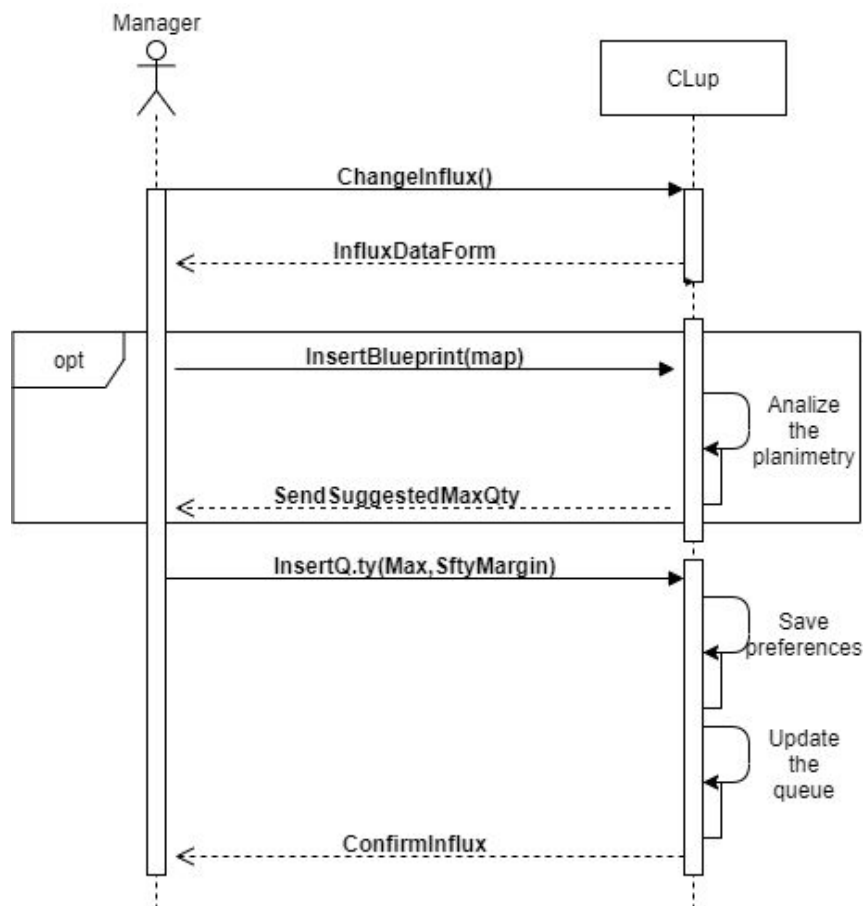 Manager
CLup
ChangeInflux()
InfluxDataForm
opt
InsertBlueprint(map)
Analize
the
planimetry
SendSuggestedMaxQty
InsertQ.ty(Max,SftyMargin)
Save
preferences
Update
the
queue
ConfirmInflux